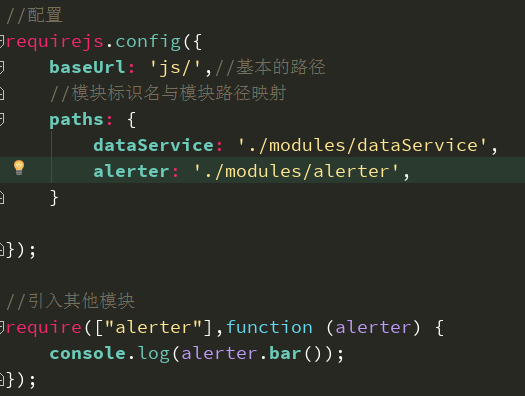 //配置
requirejs.config({
    baseUrl: 'js/',//基本的路径
    //模块标识名与模块路径映射
    paths: {
        dataService: './modules/dataService',
        alerter: './modules/alerter',
    }
});
//引入其他模块
require(["alerter"],function (alerter) {
    console.log(alerter.bar());
});